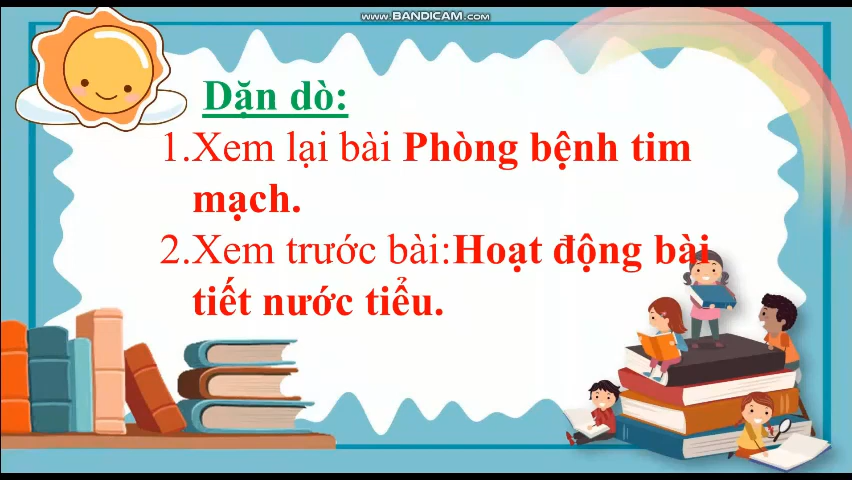 WWW.BANDICAM.COM
Dặn dò:
1.Xem lại bài Phòng bệnh tim
mạch.
2.Xem trước bài:Hoạt động bài
tiết nước tiểu.